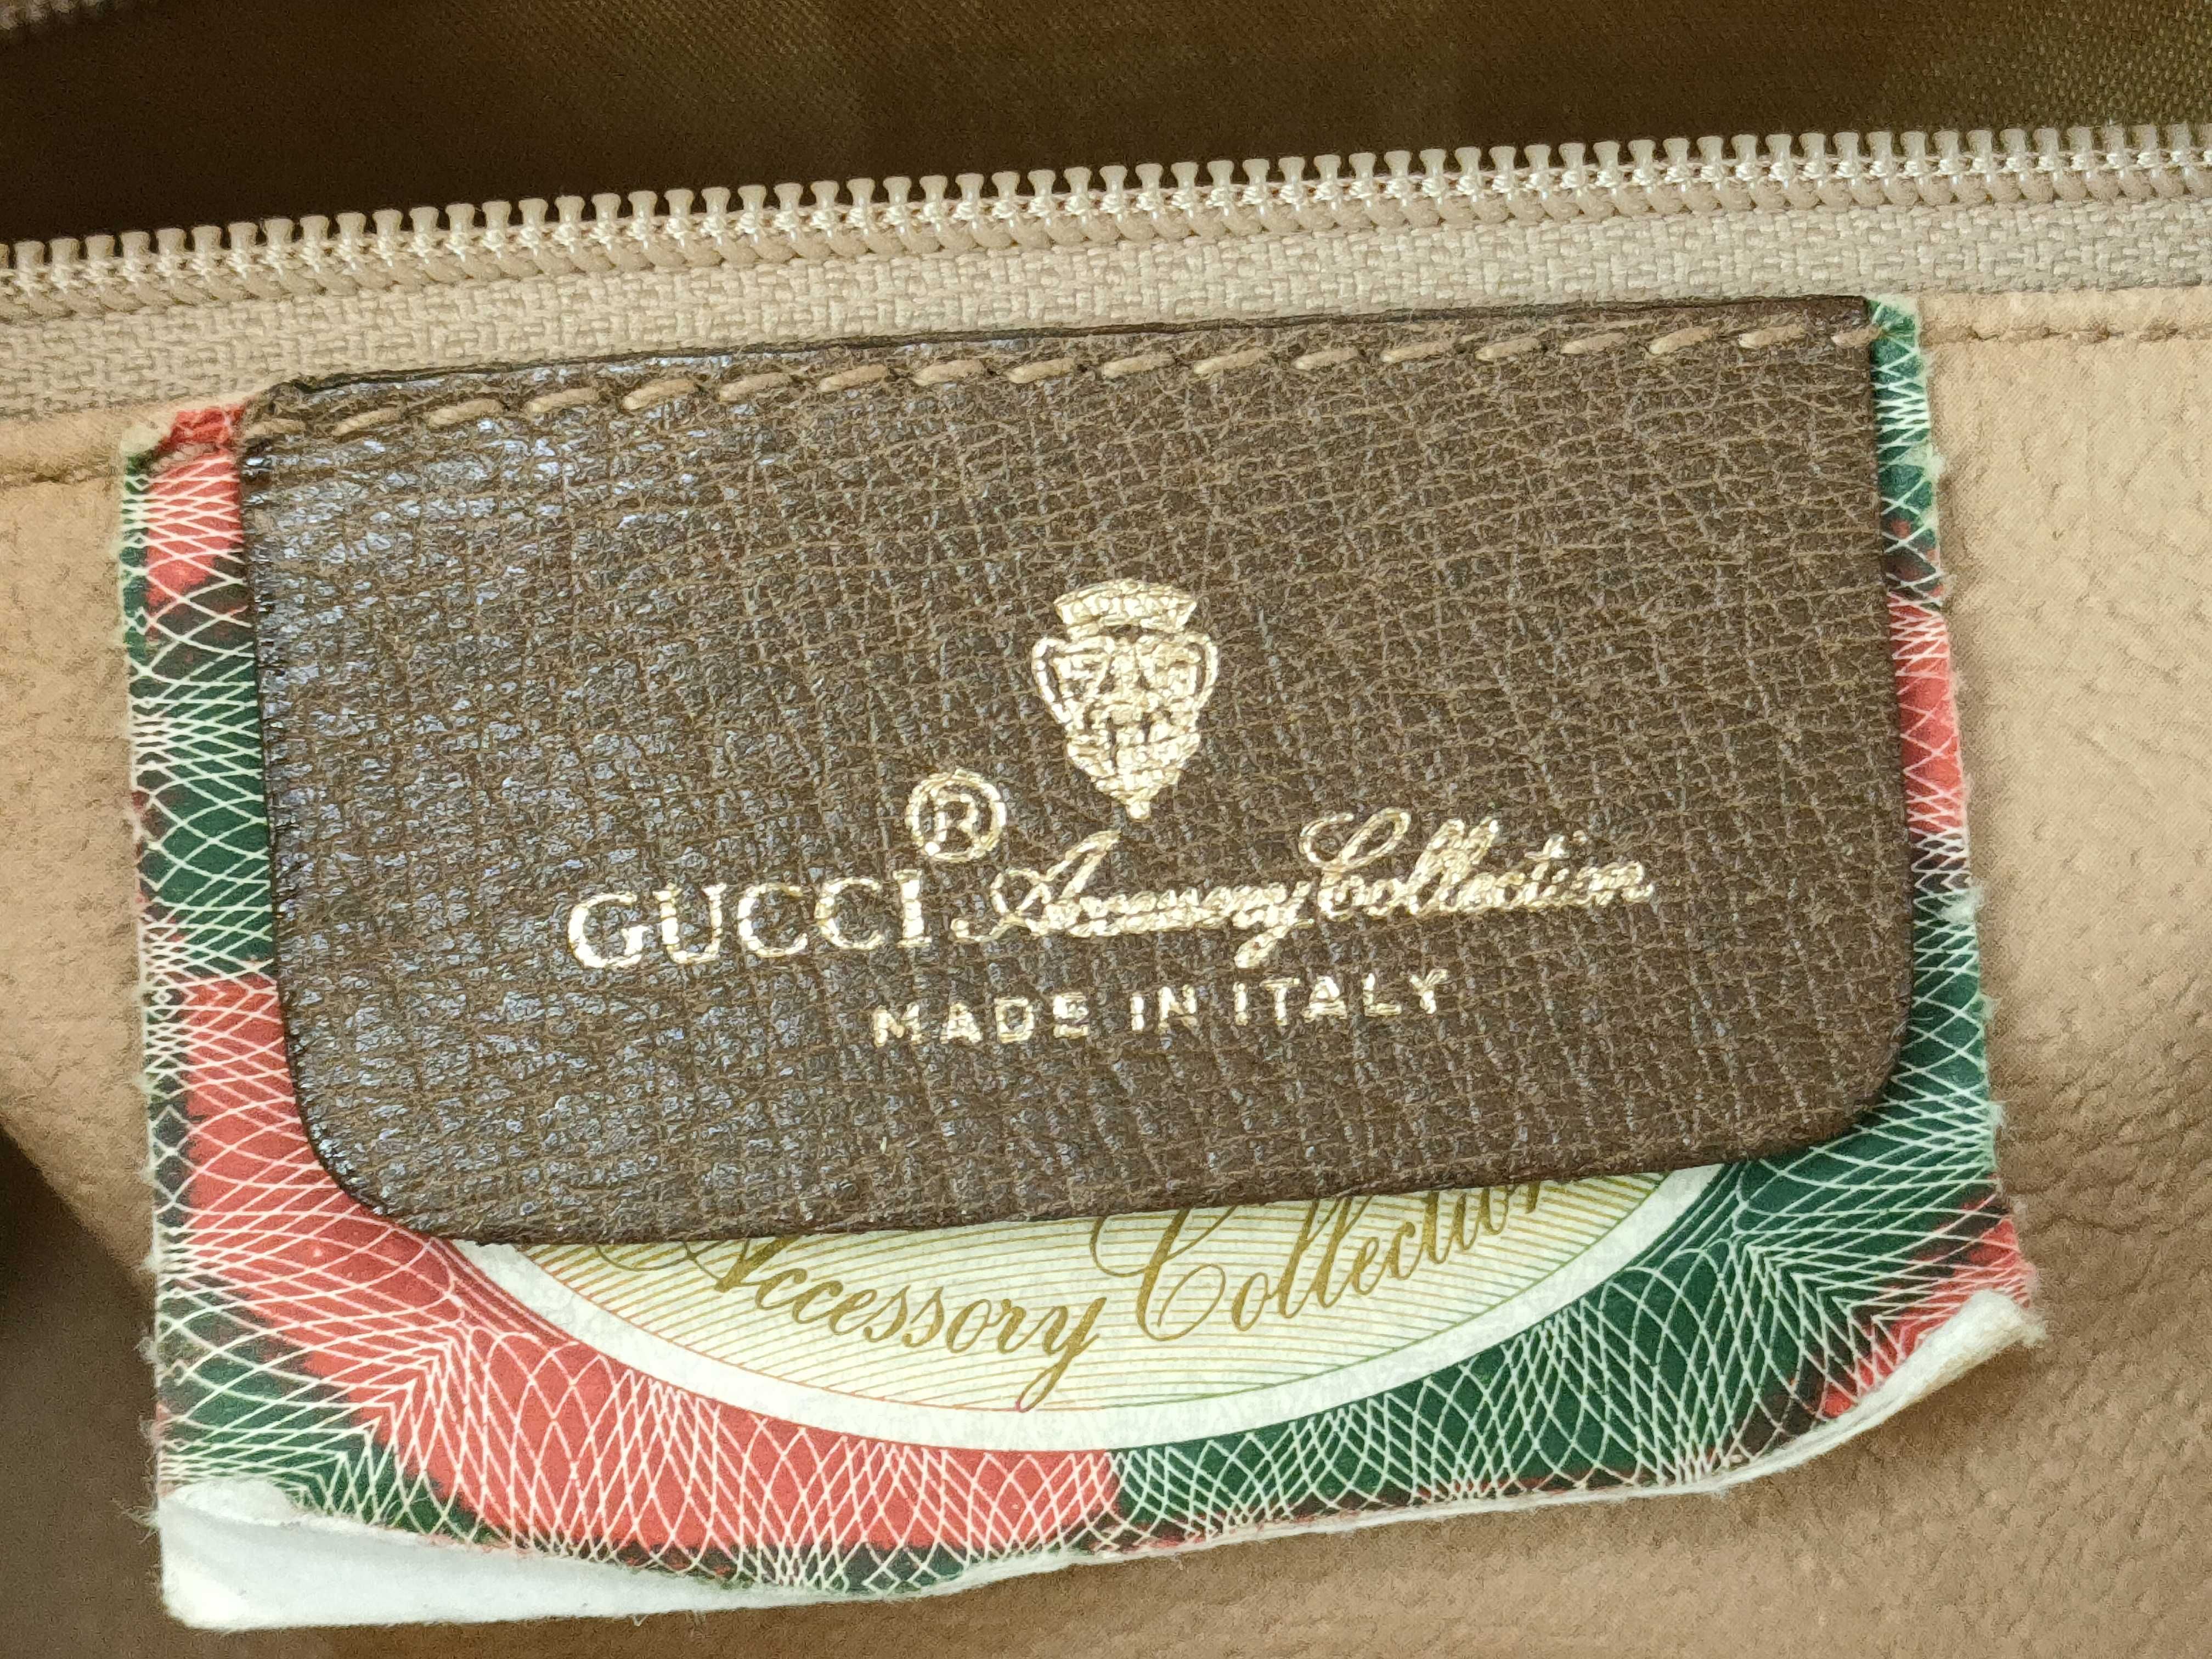 ®
GUCCI Accessory Collection
MADE IN ITALY
Accessory Collection